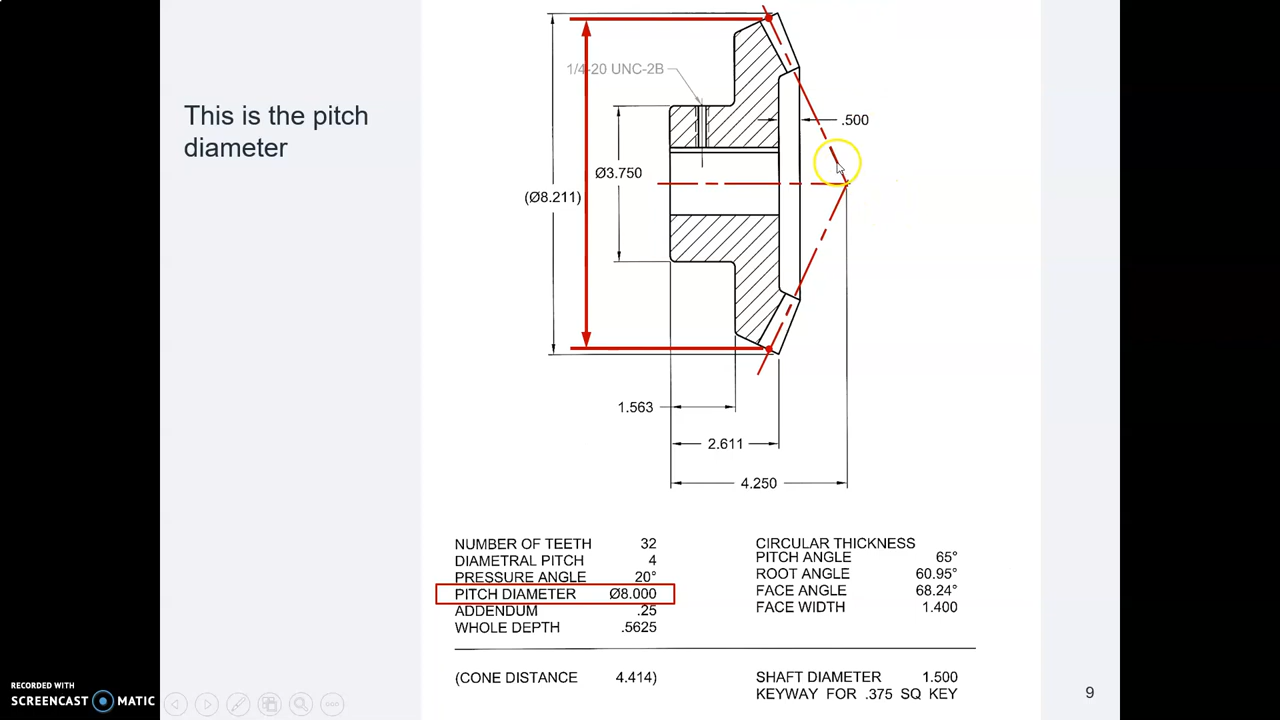 This is the pitch
diameter
1/4-20 UNC-2B
.500
Ø3.750
(Ø8.211)
1.563
2.611
4.250
NUMBER OF TEETH 32
DIAMETRAL PITCH 4
PRESSURE ANGLE 20°
PITCH DIAMETER Ø8.000
ADDENDUM .25
WHOLE DEPTH .5625
CIRCULAR THICKNESS
PITCH ANGLE 65°
ROOT ANGLE 60.95°
FACE ANGLE 68.24°
FACE WIDTH 1.400
(CONE DISTANCE 4.414)
SHAFT DIAMETER 1.500
KEYWAY FOR .375 SQ KEY
9
RECORDED WITH
SCREENCAST MATIC